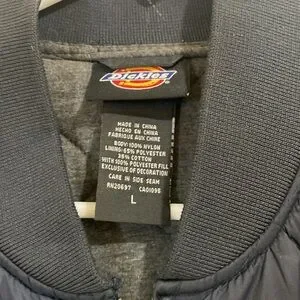 Dickies
MADE IN CHINA
HECHO EN CHINA
FABRIQUE AUX CHINE
BODY:100% NYLON
LINING:65% POLYESTER
35% COTTON
WITH 100% POLYESTER FILL
EXCLUSIVE OF DECORATION
CARE IN SIDE SEAM
RN20697 CA01098
L